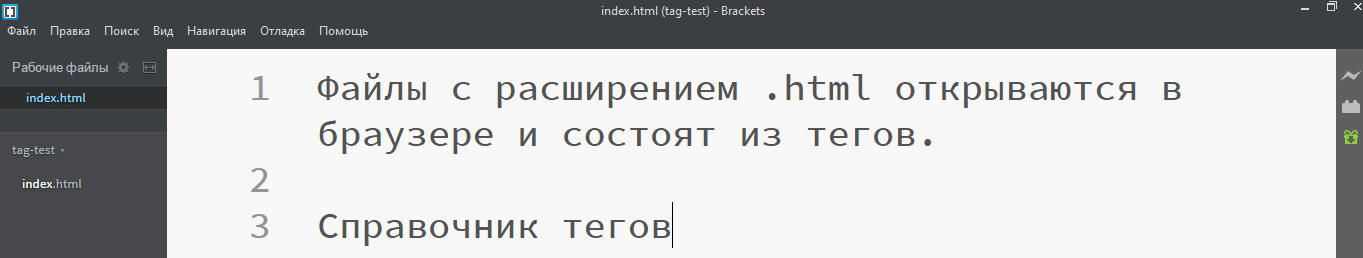 index.html (tag-test) - Brackets
Файл Правка Поиск Вид Навигация Отладка Помощь
Рабочие файлы
index.html
tag-test
index.html
1 Файлы с расширением .html открываются в
браузере и состоят из тегов.
2
3 Справочник тегов